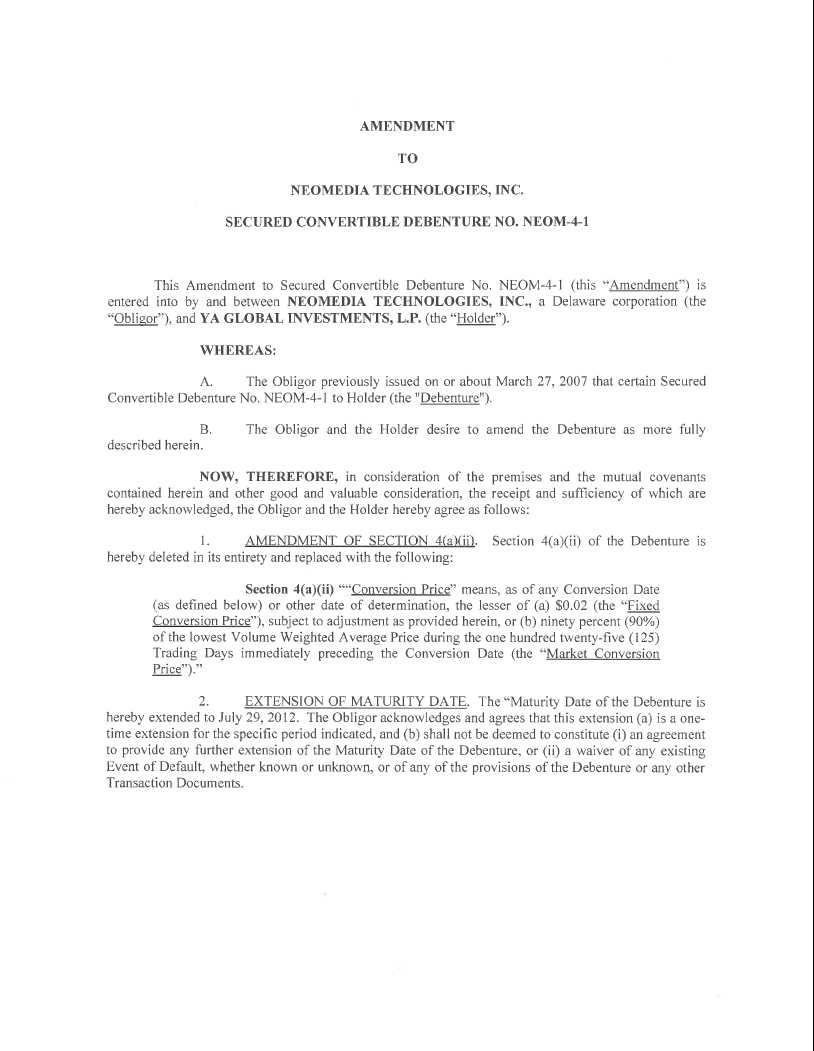 AMENDMENT
TO
NEOMEDIA TECHNOLOGIES, INC.
SECURED CONVERTIBLE DEBENTURE NO. NEOM-4-1
This Amendment to Secured Convertible Debenture No. NEOM-4-1 (this “Amendment”) is
entered into by and between NEOMEDIA TECHNOLOGIES, INC., a Delaware corporation (the
“Obligor”), and YA GLOBAL INVESTMENTS, L.P. (the “Holder”).
WHEREAS:
A. The Obligor previously issued on or about March 27, 2007 that certain Secured
Convertible Debenture No. NEOM-4-1 to Holder (the "Debenture").
B. The Obligor and the Holder desire to amend the Debenture as more fully
described herein.
NOW, THEREFORE, in consideration of the premises and the mutual covenants
contained herein and other good and valuable consideration, the receipt and sufficiency of which are
hereby acknowledged, the Obligor and the Holder hereby agree as follows:
1. AMENDMENT OF SECTION 4(a)(ii). Section 4(a)(ii) of the Debenture is
hereby deleted in its entirety and replaced with the following:
Section 4(a)(ii) ““Conversion Price” means, as of any Conversion Date
(as defined below) or other date of determination, the lesser of (a) $0.02 (the “Fixed
Conversion Price”), subject to adjustment as provided herein, or (b) ninety percent (90%)
of the lowest Volume Weighted Average Price during the one hundred twenty-five (125)
Trading Days immediately preceding the Conversion Date (the “Market Conversion
Price”).”
2. EXTENSION OF MATURITY DATE. The “Maturity Date of the Debenture is
hereby extended to July 29, 2012. The Obligor acknowledges and agrees that this extension (a) is a one-
time extension for the specific period indicated, and (b) shall not be deemed to constitute (i) an agreement
to provide any further extension of the Maturity Date of the Debenture, or (ii) a waiver of any existing
Event of Default, whether known or unknown, or of any of the provisions of the Debenture or any other
Transaction Documents.